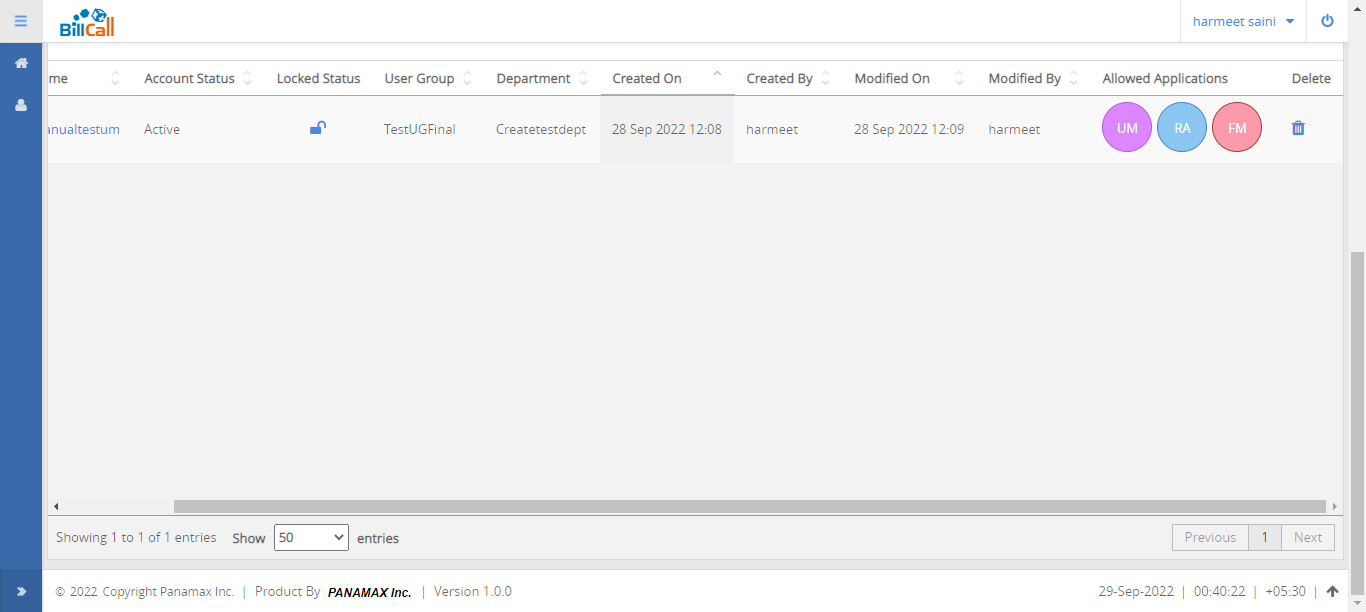 BillCall
harmeet saini
me Account Status Locked Status User Group Department Created On Created By Modified On Modified By Allowed Applications Delete
anualtestum Active TestUGFinal Createtestdept 28 Sep 2022 12:08 harmeet 28 Sep 2022 12:09 harmeet UM RA FM
Showing 1 to 1 of 1 entries Show 50 entries Previous 1 Next
© 2022 Copyright Panamax Inc. | Product By PANAMAX Inc. | Version 1.0.0 29-Sep-2022 | 00:40:22 | +05:30 |